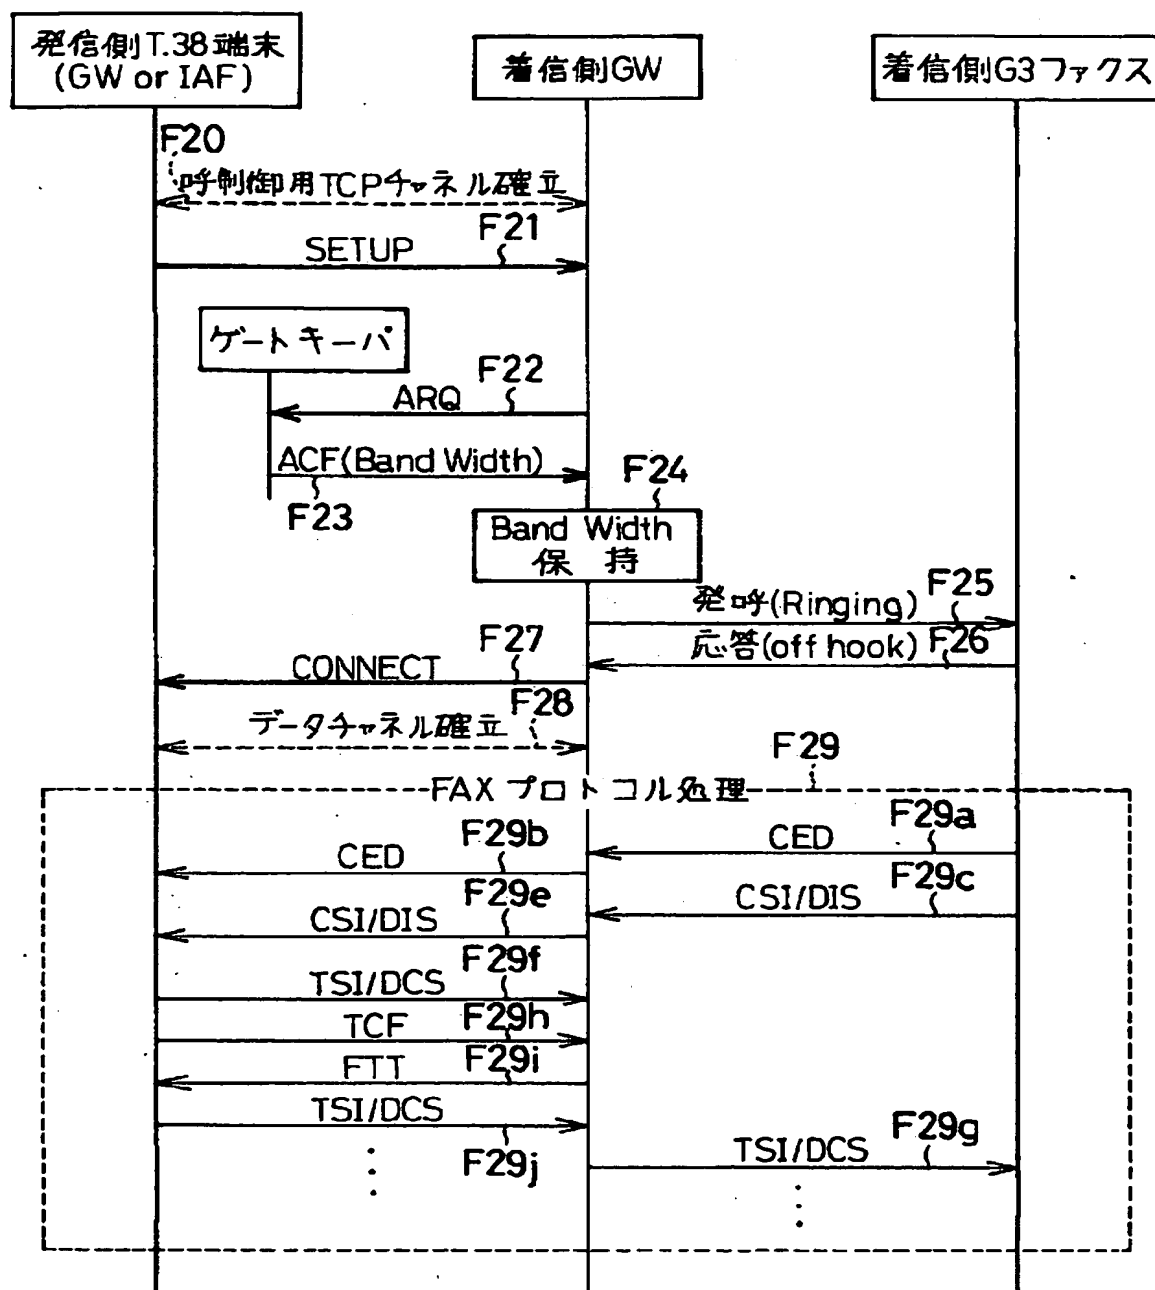 発信側T.38端末
(GW or IAF)
着信側GW
着信側G3ファクス
F20
呼制御用TCPチャネル確立
F21
SETUP
ゲートキーパ
F22
ARQ
ACF(Band Width)
F23
F24
Band Width
保 持
F25
発呼(Ringing)
F26
応答(off hook)
F27
CONNECT
F28
データチャネル確立
F29
FAXプロトコル処理
F29a
CED
F29b
CED
F29c
CSI/DIS
F29e
CSI/DIS
F29f
TSI/DCS
F29h
TCF
F29i
FTT
TSI/DCS
F29j
F29g
TSI/DCS